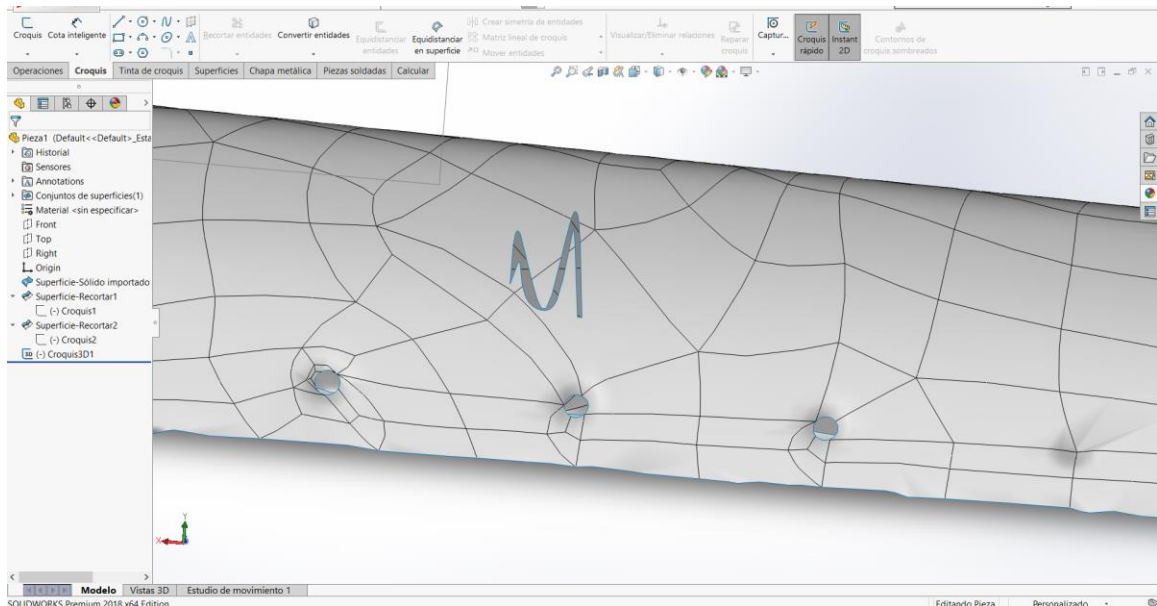 Croquis Cota inteligente Recortar entidades Convertir entidades Equidistanciar entidades Equidistanciar en superficie Crear simetría de entidades
Matriz lineal de croquis
Mover entidades
Visualizar/Eliminar relaciones Reparar croquis Captur... Croquis rápido Instant 2D Contornos de croquis sombreados
Operaciones Croquis Tinta de croquis Superficies Chapa metálica Piezas soldadas Calcular
Pieza1 (Default<<Default>_Esta
Historial
Sensores
Annotations
Conjuntos de superficies(1)
Material <sin especificar>
Front
Top
Right
Origin
Superficie-Sólido importado
Superficie-Recortar1
(-) Croquis1
Superficie-Recortar2
(-) Croquis2
3D (-) Croquis3D1
Y
X
Modelo Vistas 3D Estudio de movimiento 1
SOLIDWORKS Premium 2018 x64 Edition Editando Pieza Personalizado